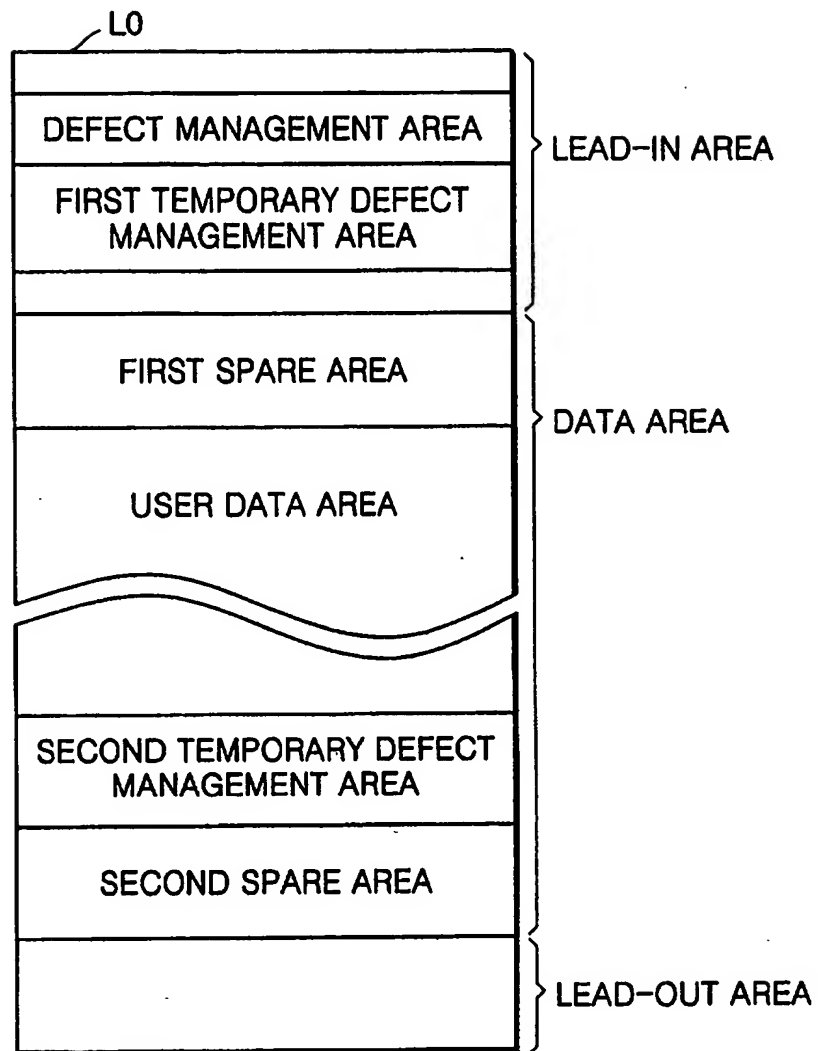 L0
DEFECT MANAGEMENT AREA
FIRST TEMPORARY DEFECT
MANAGEMENT AREA
LEAD-IN AREA
FIRST SPARE AREA
USER DATA AREA
DATA AREA
SECOND TEMPORARY DEFECT
MANAGEMENT AREA
SECOND SPARE AREA
LEAD-OUT AREA